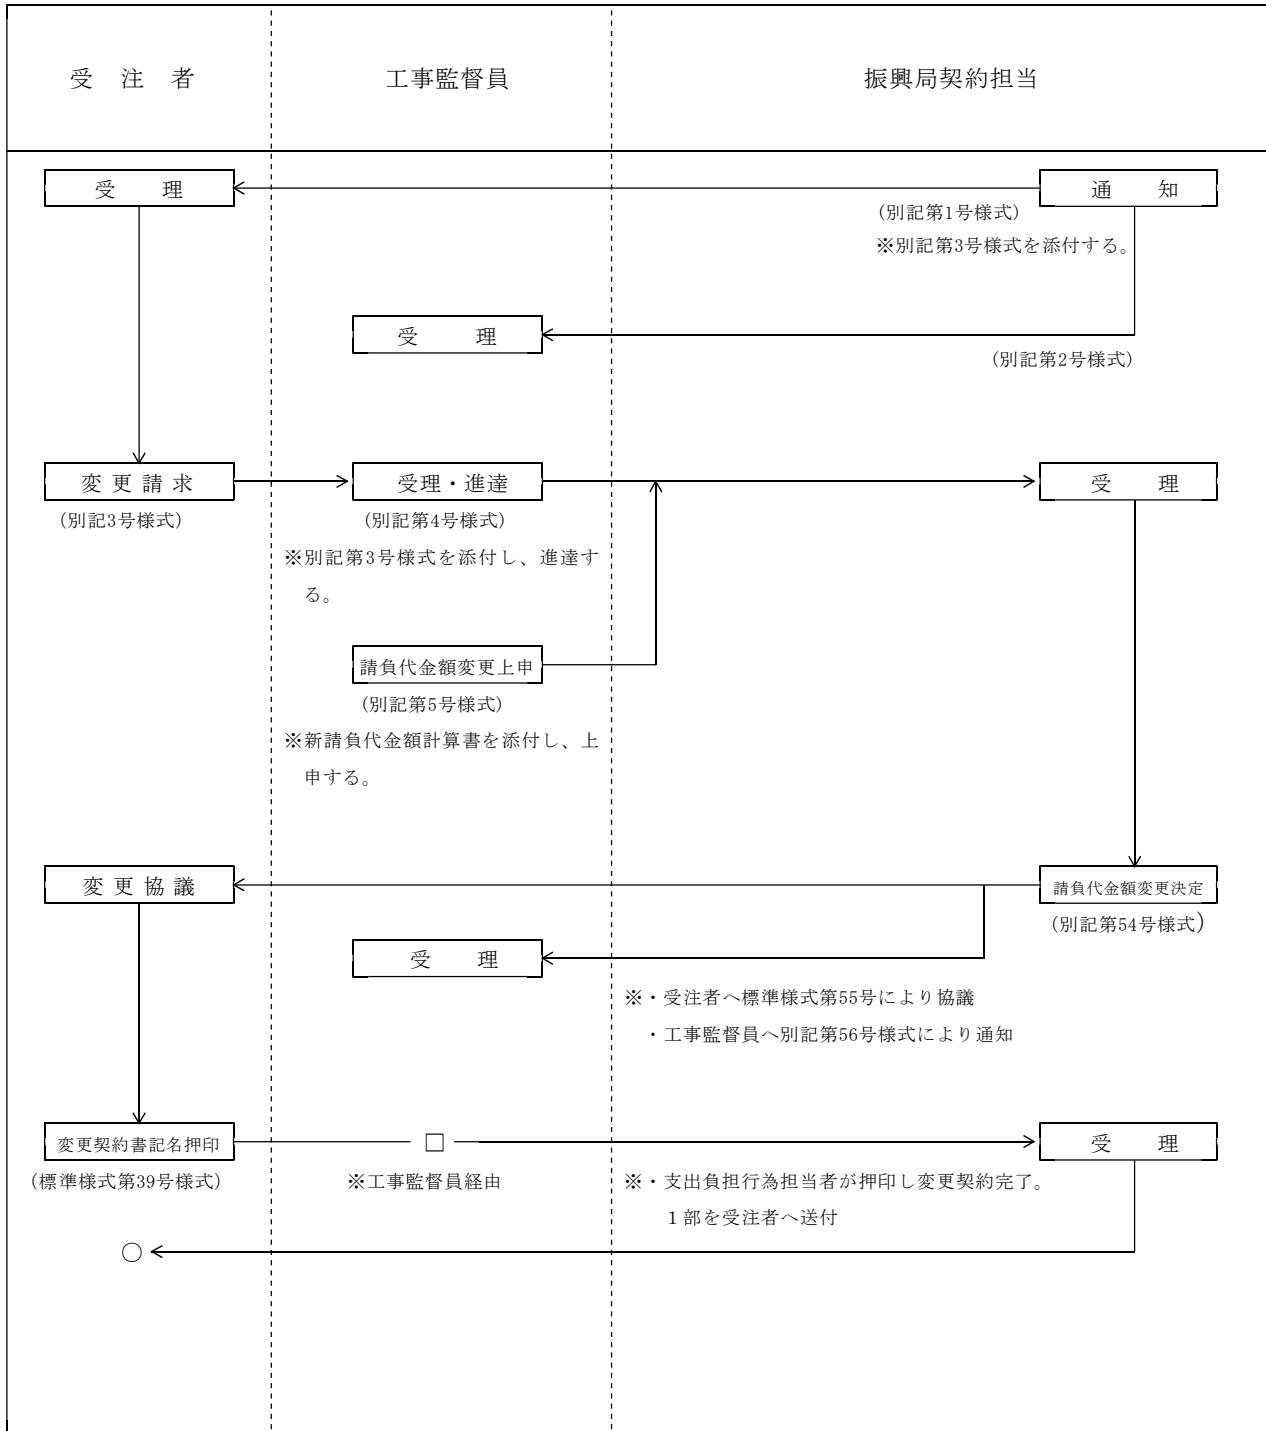 受　注　者
工事監督員
振興局契約担当
受　　理
通　　知
(別記第1号様式)
※別記第3号様式を添付する。
受　　理
(別記第2号様式)
変 更 請 求
受理・進達
受　　理
(別記3号様式)
(別記第4号様式)
※別記第3号様式を添付し、進達す
る。
請負代金額変更上申
(別記第5号様式)
※新請負代金額計算書を添付し、上
申する。
変 更 協 議
請負代金額変更決定
(別記第54号様式)
受　　理
※・受注者へ標準様式第55号により協議
・工事監督員へ別記第56号様式により通知
変更契約書記名押印
□
受　　理
(標準様式第39号様式)
※工事監督員経由
※・支出負担行為担当者が押印し変更契約完了。
１部を受注者へ送付
○